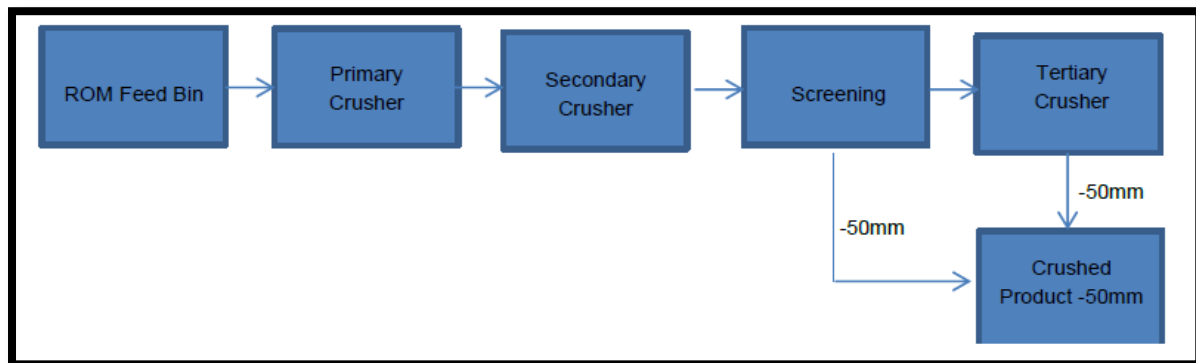 ROM Feed Bin
Primary
Crusher
Secondary
Crusher
Screening
Tertiary
Crusher
-50mm
-50mm
Crushed
Product -50mm